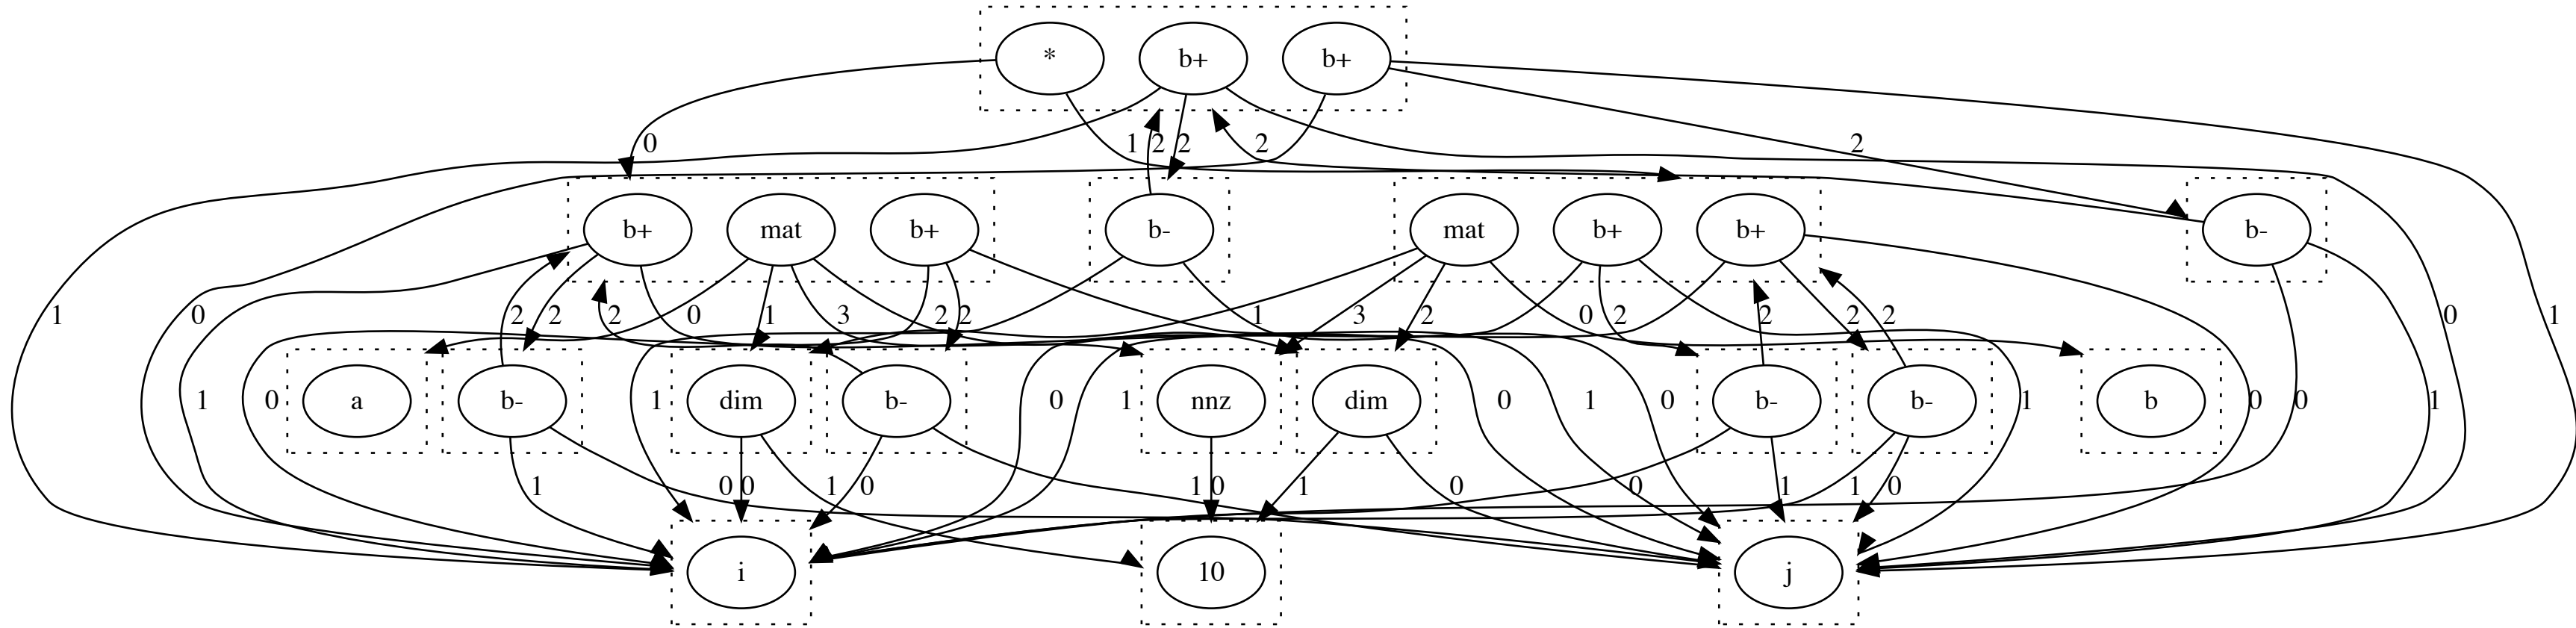 * b+ b+
0 1 2 2 2 2
b+ mat b+ b- mat b+ b+ b-
1 0 2 2 2 0 1 3 2 2 1 3 2 0 2 2 2 2 0 1
1 0 0 1 a b- dim b- 0 1 nnz dim 0 1 0 b- b- 1 b 0 0 1
1 0 0 1 0 1 0 1 0 0 1 1 0
i 10 j